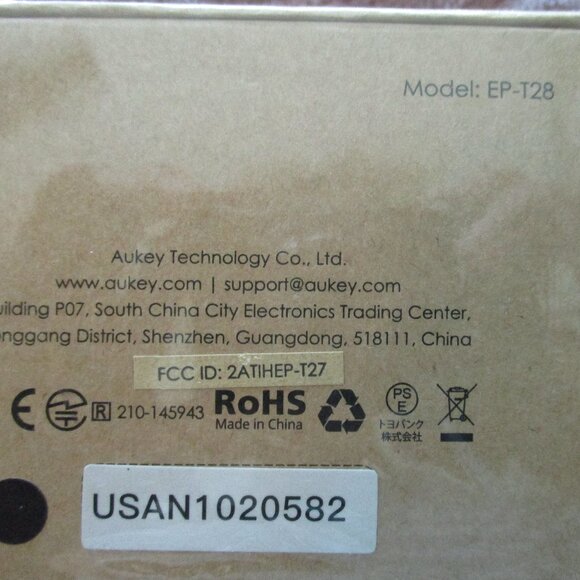 Model: EP-T28
Aukey Technology Co., Ltd.
www.aukey.com | support@aukey.com
uilding P07, South China City Electronics Trading Center,
nggang District, Shenzhen, Guangdong, 518111, China
FCC ID: 2ATIHEP-T27
CE R 210-145943 RoHS PS E
Made in China
トヨバンク
株式会社
USAN1020582